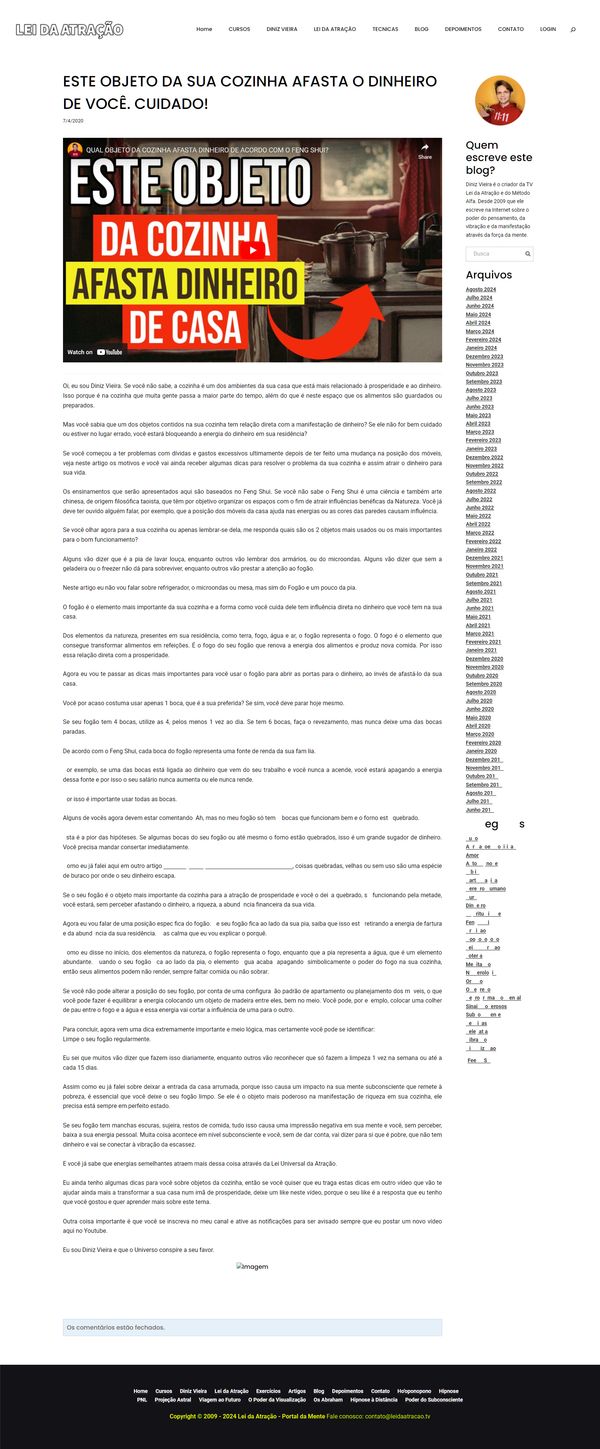 LEI DA ATRAÇÃO
Home CURSOS DINIZ VIEIRA LEI DA ATRAÇÃO TECNICAS BLOG DEPOIMENTOS CONTATO LOGIN
ESTE OBJETO DA SUA COZINHA AFASTA O DINHEIRO
DE VOCÊ. CUIDADO!
7/4/2020
QUAL OBJETO DA COZINHA AFASTA DINHEIRO DE ACORDO COM O FENG SHUI?
Share
ESTE OBJETO
DA COZINHA
AFASTA DINHEIRO
DE CASA
Watch on YouTube
Oi, eu sou Diniz Vieira. Se você não sabe, a cozinha é um dos ambientes da sua casa que está mais relacionado à prosperidade e ao dinheiro.
Isso porque é na cozinha que muita gente passa a maior parte do tempo, além do que é neste espaço que os alimentos são guardados ou
preparados.
Mas você sabia que um dos objetos contidos na sua cozinha tem relação direta com a manifestação de dinheiro? Se ele não for bem cuidado
ou estiver no lugar errado, você estará bloqueando a energia do dinheiro em sua residência?
Se você começou a ter problemas com dívidas e gastos excessivos ultimamente depois de ter feito uma mudança na posição dos móveis,
veja neste artigo os motivos e você vai ainda receber algumas dicas para resolver o problema da sua cozinha e assim atrair o dinheiro para
sua vida.
Os ensinamentos que serão apresentados aqui são baseados no Feng Shui. Se você não sabe o Feng Shui é uma ciência e também arte
chinesa, de origem filosófica taoista, que têm por objetivo organizar os espaços com o fim de atrair influências benéficas da Natureza. Você já
deve ter ouvido alguém falar, por exemplo, que a posição dos móveis da casa ajuda nas energias ou as cores das paredes causam influência.
Se você olhar agora para a sua cozinha ou apenas lembrar-se dela, me responda quais são os 2 objetos mais usados ou os mais importantes
para o bom funcionamento?
Alguns vão dizer que é a pia de lavar louça, enquanto outros vão lembrar dos armários, ou do microondas. Alguns vão dizer que sem a
geladeira ou o freezer não dá para sobreviver, enquanto outros vão prestar a atenção ao fogão.
Neste artigo eu não vou falar sobre refrigerador, o microondas ou mesa, mas sim do Fogão e um pouco da pia.
O fogão é o elemento mais importante da sua cozinha e a forma como você cuida dele tem influência direta no dinheiro que você tem na sua
casa.
Dos elementos da natureza, presentes em sua residência, como terra, fogo, água e ar, o fogão representa o fogo. O fogo é o elemento que
consegue transformar alimentos em refeições. É o fogo do seu fogão que renova a energia dos alimentos e produz nova comida. Por isso
essa relação direta com a prosperidade.
Agora eu vou te passar as dicas mais importantes para você usar o fogão para abrir as portas para o dinheiro, ao invés de afastá-lo da sua
casa.
Você por acaso costuma usar apenas 1 boca, que é a sua preferida? Se sim, você deve parar hoje mesmo.
Se seu fogão tem 4 bocas, utilize as 4, pelos menos 1 vez ao dia. Se tem 6 bocas, faça o revezamento, mas nunca deixe uma das bocas
paradas.
De acordo com o Feng Shui, cada boca do fogão representa uma fonte de renda da sua fam lia.
or exemplo, se uma das bocas está ligada ao dinheiro que vem do seu trabalho e você nunca a acende, você estará apagando a energia
dessa fonte e por isso o seu salário nunca aumenta ou ele nunca rende.
or isso é importante usar todas as bocas.
Alguns de vocês agora devem estar comentando Ah, mas no meu fogão só tem bocas que funcionam bem e o forno est quebrado.
sta é a pior das hipóteses. Se algumas bocas do seu fogão ou até mesmo o forno estão quebrados, isso é um grande sugador de dinheiro.
Você precisa mandar consertar imediatamente.
omo eu já falei aqui em outro artigo , coisas quebradas, velhas ou sem uso são uma espécie
de buraco por onde o seu dinheiro escapa.
Se o seu fogão é o objeto mais importante da cozinha para a atração de prosperidade e você o dei a quebrado, s funcionando pela metade,
você estará, sem perceber afastando o dinheiro, a riqueza, a abund ncia financeira da sua vida.
Agora eu vou falar de uma posição espec fica do fogão: e seu fogão fica ao lado da sua pia, saiba que isso est retirando a energia de fartura
e da abund ncia da sua residência. as calma que eu vou explicar o porquê.
omo eu disse no início, dos elementos da natureza, o fogão representa o fogo, enquanto que a pia representa a água, que é um elemento
abundante. uando o seu fogão ca ao lado da pia, o elemento gua acaba apagando simbolicamente o poder do fogo na sua cozinha,
então seus alimentos podem não render, sempre faltar comida ou não sobrar.
Se você não pode alterar a posição do seu fogão, por conta de uma configura ão padrão de apartamento ou planejamento dos m veis, o que
você pode fazer é equilibrar a energia colocando um objeto de madeira entre eles, bem no meio. Você pode, por e emplo, colocar uma colher
de pau entre o fogo e a água e essa energia vai cortar a influência de uma para o outro.
Para concluir, agora vem uma dica extremamente importante e meio lógica, mas certamente você pode se identificar:
Limpe o seu fogão regularmente.
Eu sei que muitos vão dizer que fazem isso diariamente, enquanto outros vão reconhecer que só fazem a limpeza 1 vez na semana ou até a
cada 15 dias.
Assim como eu já falei sobre deixar a entrada da casa arrumada, porque isso causa um impacto na sua mente subconsciente que remete à
pobreza, é essencial que você deixe o seu fogão limpo. Se ele é o objeto mais poderoso na manifestação de riqueza em sua cozinha, ele
precisa está sempre em perfeito estado.
Se seu fogão tem manchas escuras, sujeira, restos de comida, tudo isso causa uma impressão negativa em sua mente e você, sem perceber,
baixa a sua energia pessoal. Muita coisa acontece em nível subconsciente e você, sem de dar conta, vai dizer para si que é pobre, que não tem
dinheiro e vai se conectar à vibração da escassez.
E você já sabe que energias semelhantes atraem mais dessa coisa através da Lei Universal da Atração.
Eu ainda tenho algumas dicas para você sobre objetos da cozinha, então se você quiser que eu traga estas dicas em outro vídeo que vão te
ajudar ainda mais a transformar a sua casa num imã de prosperidade, deixe um like neste vídeo, porque o seu like é a resposta que eu tenho
que você gostou e quer aprender mais sobre este tema.
Outra coisa importante é que você se inscreva no meu canal e ative as notificações para ser avisado sempre que eu postar um novo vídeo
aqui no Youtube.
Eu sou Diniz Vieira e que o Universo conspire a seu favor.
Imagem
Os comentários estão fechados.
11:11
Quem
escreve este
blog?
Diniz Vieira é o criador da TV
Lei da Atração e do Método
Alfa. Desde 2009 que ele
escreve na Internet sobre o
poder do pensamento, da
vibração e da manifestação
através da força da mente.
Busca
Arquivos
Agosto 2024
Julho 2024
Junho 2024
Maio 2024
Abril 2024
Março 2024
Fevereiro 2024
Janeiro 2024
Dezembro 2023
Novembro 2023
Outubro 2023
Setembro 2023
Agosto 2023
Julho 2023
Junho 2023
Maio 2023
Abril 2023
Março 2023
Fevereiro 2023
Janeiro 2023
Dezembro 2022
Novembro 2022
Outubro 2022
Setembro 2022
Agosto 2022
Julho 2022
Junho 2022
Maio 2022
Abril 2022
Março 2022
Fevereiro 2022
Janeiro 2022
Dezembro 2021
Novembro 2021
Outubro 2021
Setembro 2021
Agosto 2021
Julho 2021
Junho 2021
Maio 2021
Abril 2021
Março 2021
Fevereiro 2021
Janeiro 2021
Dezembro 2020
Novembro 2020
Outubro 2020
Setembro 2020
Agosto 2020
Julho 2020
Junho 2020
Maio 2020
Abril 2020
Março 2020
Fevereiro 2020
Janeiro 2020
Dezembro 201
Novembro 201
Outubro 201
Setembro 201
Agosto 201
Julho 201
Junho 201
eg s
Amor
Home Cursos Diniz Vieira Lei da Atração Exercícios Artigos Blog Depoimentos Contato Ho'oponopono Hipnose
PNL Projeção Astral Viagem ao Futuro O Poder da Visualização Os Abraham Hipnose à Distância Poder do Subconsciente
Copyright © 2009 - 2024 Lei da Atração - Portal da Mente Fale conosco: contato@leidaatracao.tv